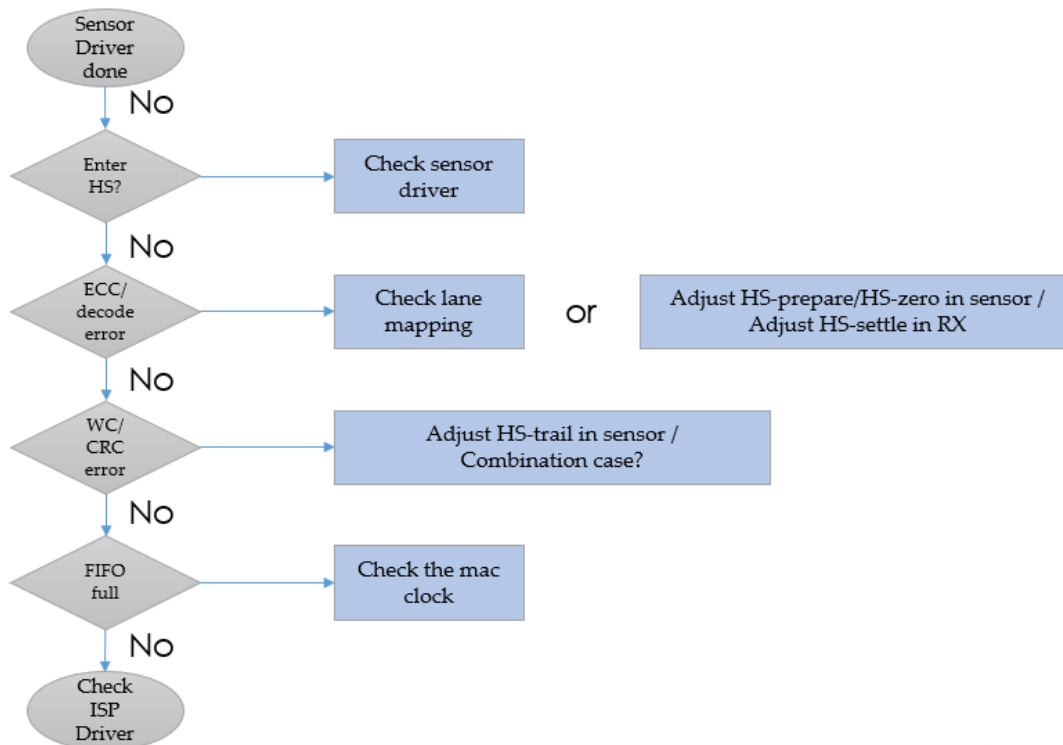 Sensor
Driver
done
No
Enter
HS?
Check sensor
driver
No
ECC/
decode
error
Check lane
mapping
or
Adjust HS-prepare/HS-zero in sensor /
Adjust HS-settle in RX
No
WC/
CRC
error
Adjust HS-trail in sensor /
Combination case?
No
FIFO
full
Check the mac
clock
No
Check
ISP
Driver